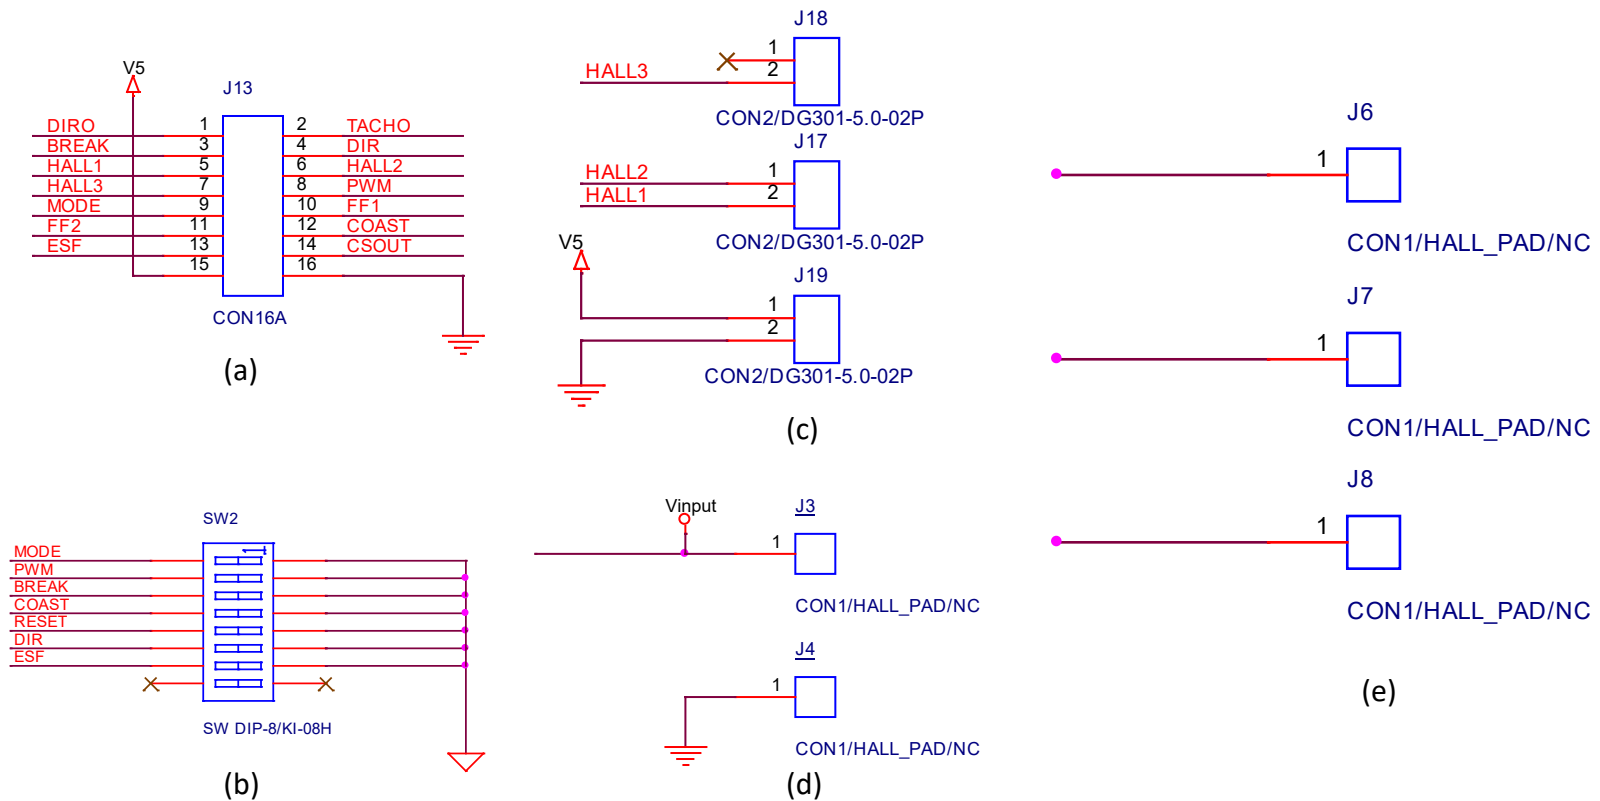 V5
J13
DIRO 1 2 TACHO
BREAK 3 4 DIR
HALL1 5 6 HALL2
HALL3 7 8 PWM
MODE 9 10 FF1
FF2 11 12 COAST
ESF 13 14 CSOUT
15 16
CON16A
(a)
SW2
1
MODE
PWM
BREAK
COAST
RESET
DIR
ESF
SW DIP-8/KI-08H
(b)
J18
1
HALL3 2
CON2/DG301-5.0-02P
J17
HALL2 1
HALL1 2
CON2/DG301-5.0-02P
V5
J19
1
2
CON2/DG301-5.0-02P
(c)
Vinput
J3
1
CON1/HALL_PAD/NC
J4
1
CON1/HALL_PAD/NC
(d)
J6
1
CON1/HALL_PAD/NC
J7
1
CON1/HALL_PAD/NC
J8
1
CON1/HALL_PAD/NC
(e)